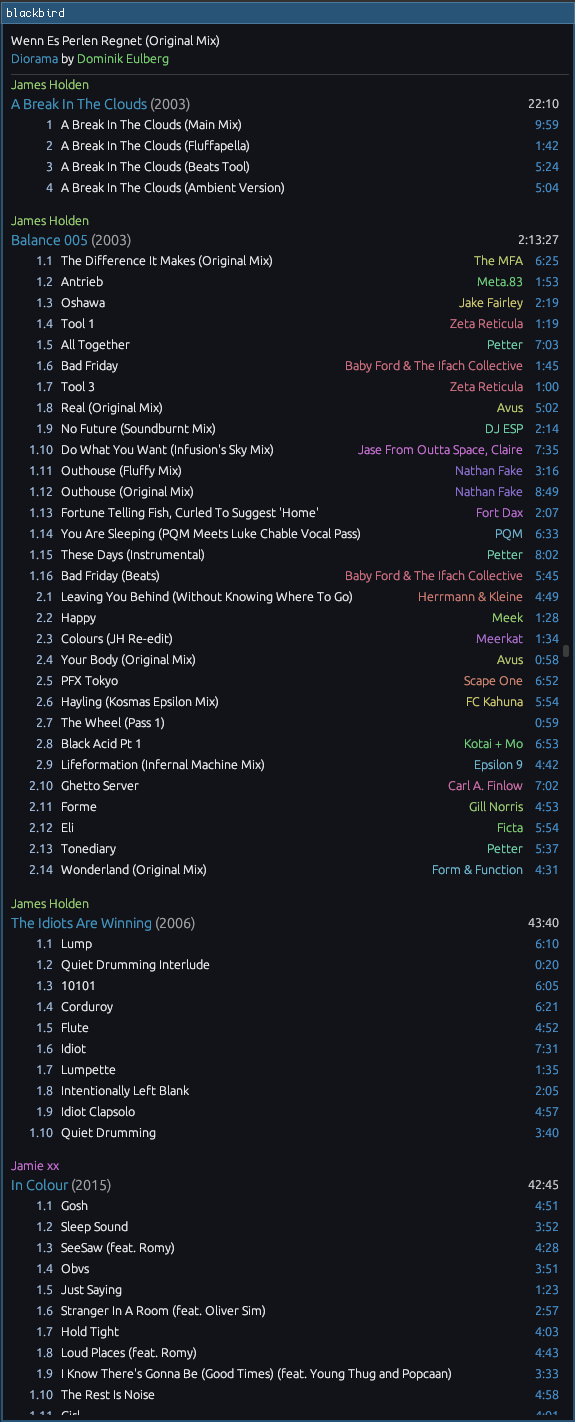 blackbird
Wenn Es Perlen Regnet (Original Mix)
Diorama by Dominik Eulberg
James Holden
A Break In The Clouds (2003) 22:10
1 A Break In The Clouds (Main Mix) 9:59
2 A Break In The Clouds (Fluffapella) 1:42
3 A Break In The Clouds (Beats Tool) 5:24
4 A Break In The Clouds (Ambient Version) 5:04
James Holden
Balance 005 (2003) 2:13:27
1.1 The Difference It Makes (Original Mix) The MFA 6:25
1.2 Antrieb Meta.83 1:53
1.3 Oshawa Jake Fairley 2:19
1.4 Tool 1 Zeta Reticula 1:19
1.5 All Together Petter 7:03
1.6 Bad Friday Baby Ford & The Ifach Collective 1:45
1.7 Tool 3 Zeta Reticula 1:00
1.8 Real (Original Mix) Avus 5:02
1.9 No Future (Soundburnt Mix) DJ ESP 2:14
1.10 Do What You Want (Infusion's Sky Mix) Jase From Outta Space, Claire 7:35
1.11 Outhouse (Fluffy Mix) Nathan Fake 3:16
1.12 Outhouse (Original Mix) Nathan Fake 8:49
1.13 Fortune Telling Fish, Curled To Suggest 'Home' Fort Dax 2:07
1.14 You Are Sleeping (PQM Meets Luke Chable Vocal Pass) PQM 6:33
1.15 These Days (Instrumental) Petter 8:02
1.16 Bad Friday (Beats) Baby Ford & The Ifach Collective 5:45
2.1 Leaving You Behind (Without Knowing Where To Go) Herrmann & Kleine 4:49
2.2 Happy Meek 1:28
2.3 Colours (JH Re-edit) Meerkat 1:34
2.4 Your Body (Original Mix) Avus 0:58
2.5 PFX Tokyo Scape One 6:52
2.6 Hayling (Kosmas Epsilon Mix) FC Kahuna 5:54
2.7 The Wheel (Pass 1) 0:59
2.8 Black Acid Pt 1 Kotai + Mo 6:53
2.9 Lifeformation (Infernal Machine Mix) Epsilon 9 4:42
2.10 Ghetto Server Carl A. Finlow 7:02
2.11 Forme Gill Norris 4:53
2.12 Eli Ficta 5:54
2.13 Tonediary Petter 5:37
2.14 Wonderland (Original Mix) Form & Function 4:31
James Holden
The Idiots Are Winning (2006) 43:40
1.1 Lump 6:10
1.2 Quiet Drumming Interlude 0:20
1.3 10101 6:05
1.4 Corduroy 6:21
1.5 Flute 4:52
1.6 Idiot 7:31
1.7 Lumpette 1:35
1.8 Intentionally Left Blank 2:05
1.9 Idiot Clapsolo 4:57
1.10 Quiet Drumming 3:40
Jamie xx
In Colour (2015) 42:45
1.1 Gosh 4:51
1.2 Sleep Sound 3:52
1.3 SeeSaw (feat. Romy) 4:28
1.4 Obvs 3:51
1.5 Just Saying 1:23
1.6 Stranger In A Room (feat. Oliver Sim) 2:57
1.7 Hold Tight 4:03
1.8 Loud Places (feat. Romy) 4:43
1.9 I Know There's Gonna Be (Good Times) (feat. Young Thug and Popcaan) 3:33
1.10 The Rest Is Noise 4:58
1.11 Girl 4:01